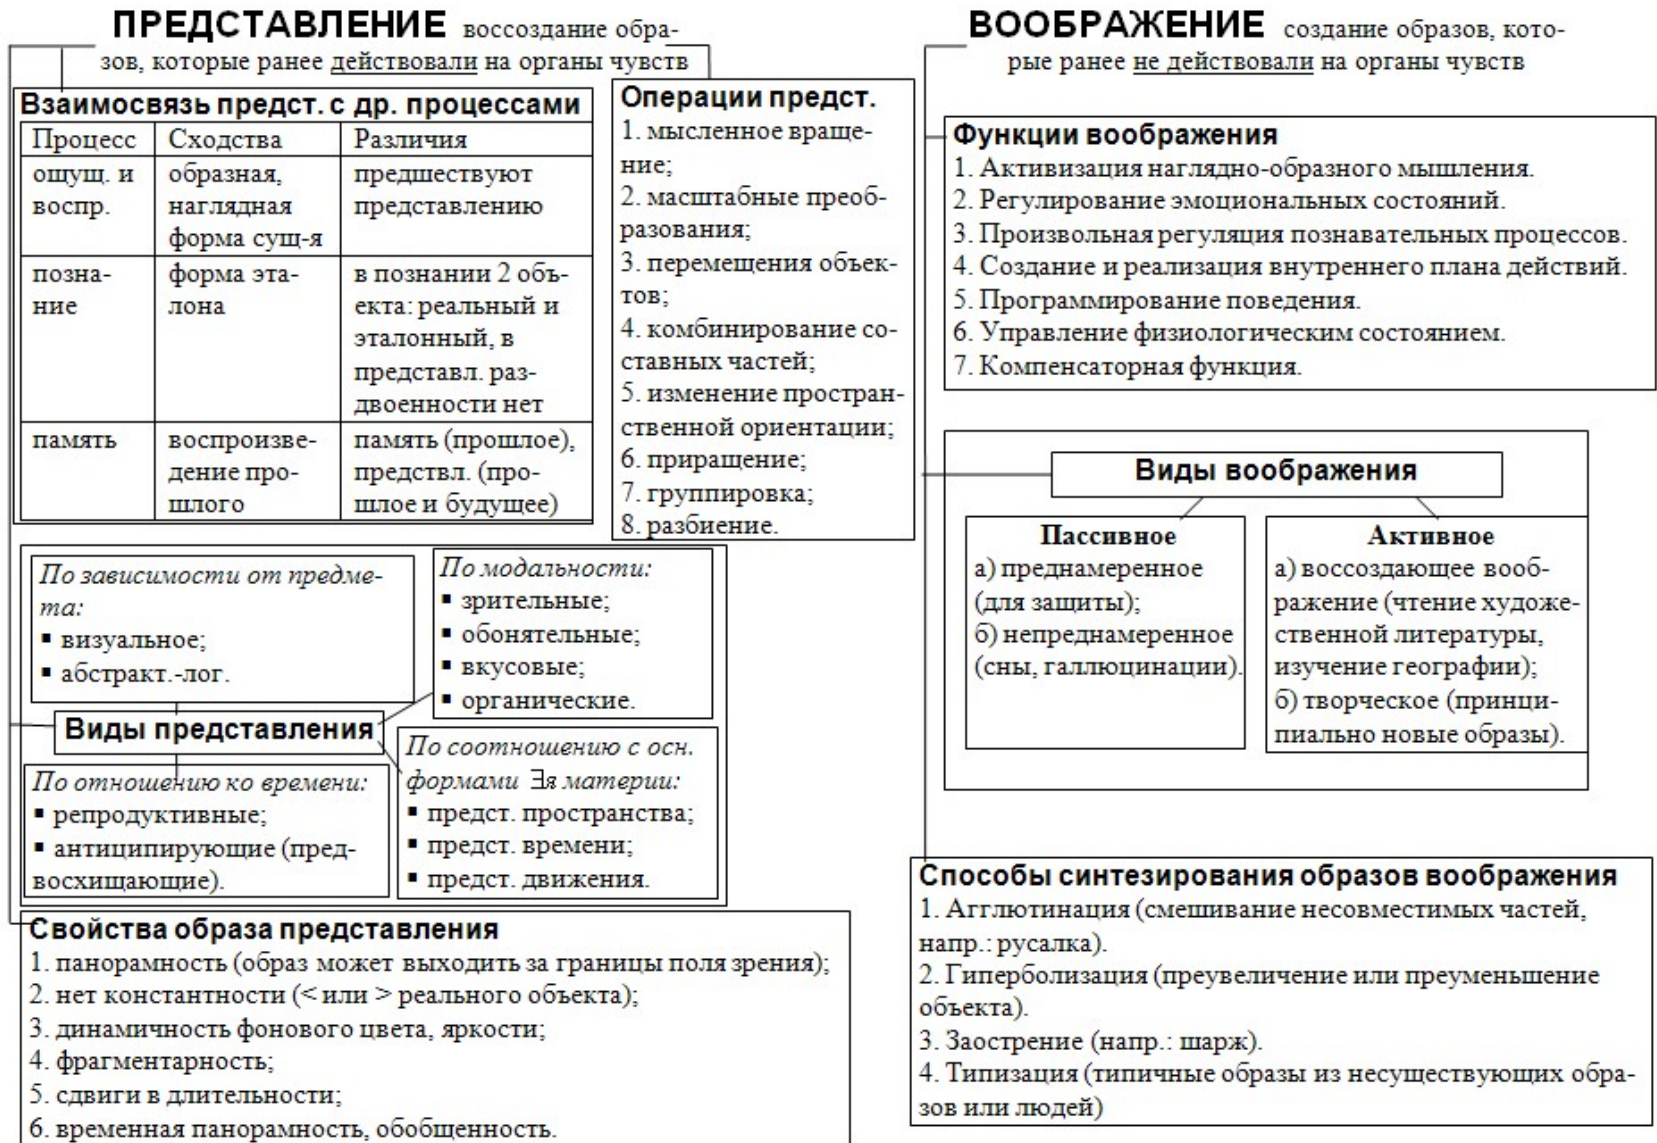 ПРЕДСТАВЛЕНИЕ воссоздание обра-
зов, которые ранее действовали на органы чувств
Взаимосвязь предст. с др. процессами
Процесс Сходства Различия
ощущ. и образная, предшествуют
воспр. наглядная представлению
форма сущ-я
позна- форма эта- в познании 2 объ-
ние лона екта: реальный и
эталонный, в
представл. раз-
двоенности нет
память воспроизве- память (прошлое),
дение про- предствл. (про-
шлого шлое и будущее)
Операции предст.
1. мысленное враще-
ние;
2. масштабные преоб-
разования;
3. перемещения объек-
тов;
4. комбинирование со-
ставных частей;
5. изменение простран-
ственной ориентации;
6. приращение;
7. группировка;
8. разбиение.
По зависимости от предме-
та:
▪ визуальное;
▪ абстракт.-лог.
По модальности:
▪ зрительные;
▪ обонятельные;
▪ вкусовые;
▪ органические.
Виды представления
По отношению ко времени:
▪ репродуктивные;
▪ антиципирующие (пред-
восхищающие).
По соотношению с осн.
формами ∃я материи:
▪ предст. пространства;
▪ предст. времени;
▪ предст. движения.
Свойства образа представления
1. панорамность (образ может выходить за границы поля зрения);
2. нет константности (< или > реального объекта);
3. динамичность фонового цвета, яркости;
4. фрагментарность;
5. сдвиги в длительности;
6. временная панорамность, обобщенность.
ВООБРАЖЕНИЕ создание образов, кото-
рые ранее не действовали на органы чувств
Функции воображения
1. Активизация наглядно-образного мышления.
2. Регулирование эмоциональных состояний.
3. Произвольная регуляция познавательных процессов.
4. Создание и реализация внутреннего плана действий.
5. Программирование поведения.
6. Управление физиологическим состоянием.
7. Компенсаторная функция.
Виды воображения
Пассивное
а) преднамеренное
(для защиты);
б) непреднамеренное
(сны, галлюцинации).
Активное
а) воссоздающее вооб-
ражение (чтение художе-
ственной литературы,
изучение географии);
б) творческое (принци-
пиально новые образы).
Способы синтезирования образов воображения
1. Агглютинация (смешивание несовместимых частей,
напр.: русалка).
2. Гиперболизация (преувеличение или преуменьшение
объекта).
3. Заострение (напр.: шарж).
4. Типизация (типичные образы из несуществующих обра-
зов или людей)